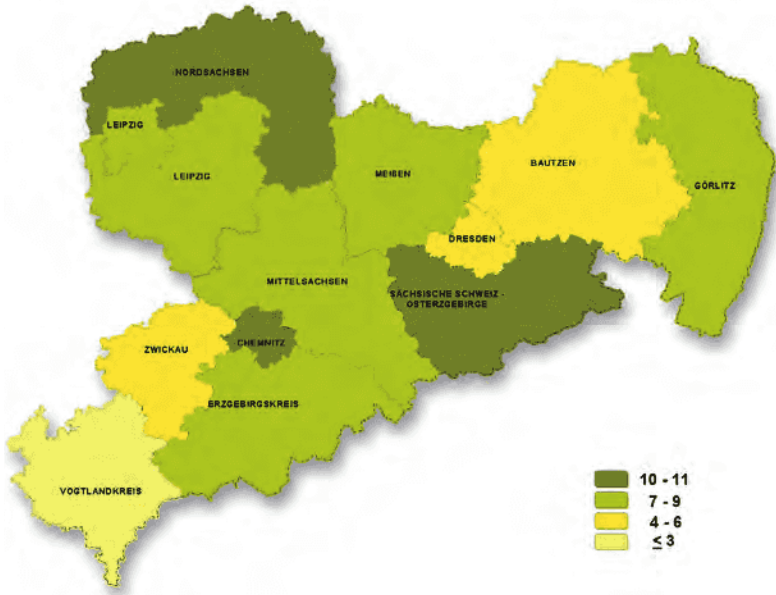 NORDSACHSEN
LEIPZIG
LEIPZIG
MEIßEN
BAUTZEN
GÖRLITZ
DRESDEN
MITTELSACHSEN
SÄCHSISCHE SCHWEIZ -
OSTERZGEBIRGE
CHEMNITZ
ZWICKAU
ERZGEBIRGSKREIS
VOGTLANDKREIS
10 - 11
7 - 9
4 - 6
≤ 3